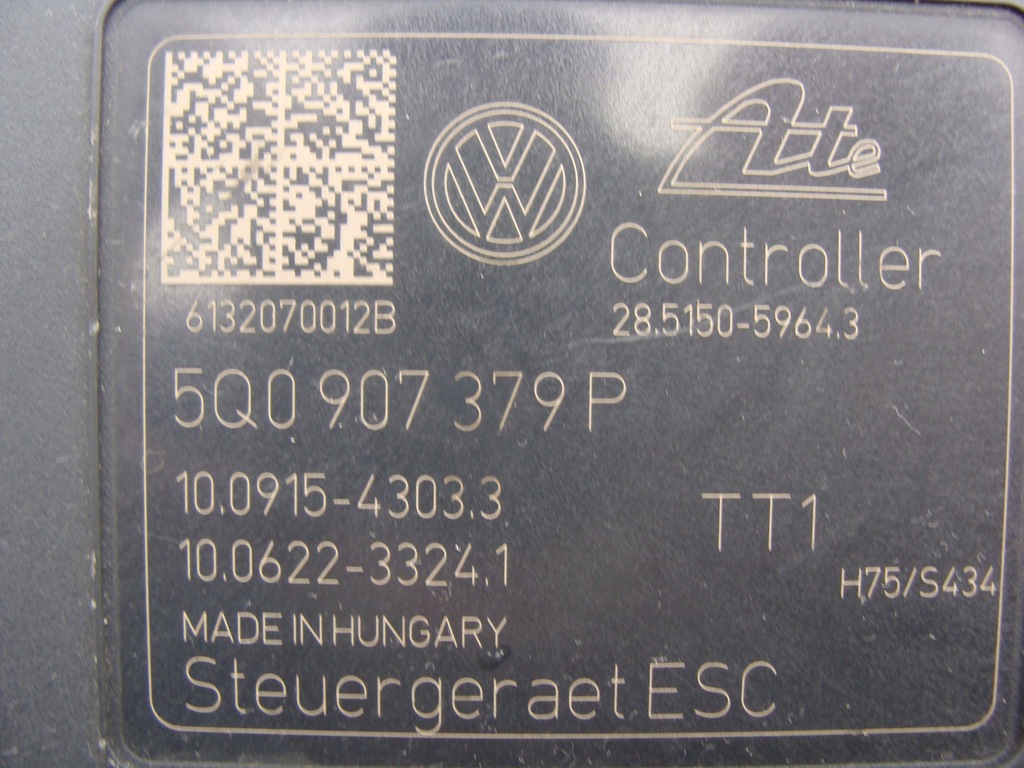 Ate
Controller
6132070012B
28.5150-5964.3
5Q0 907 379 P
10.0915-4303.3
TT1
10.0622-3324.1
H75/S434
MADE IN HUNGARY
Steuergeraet ESC